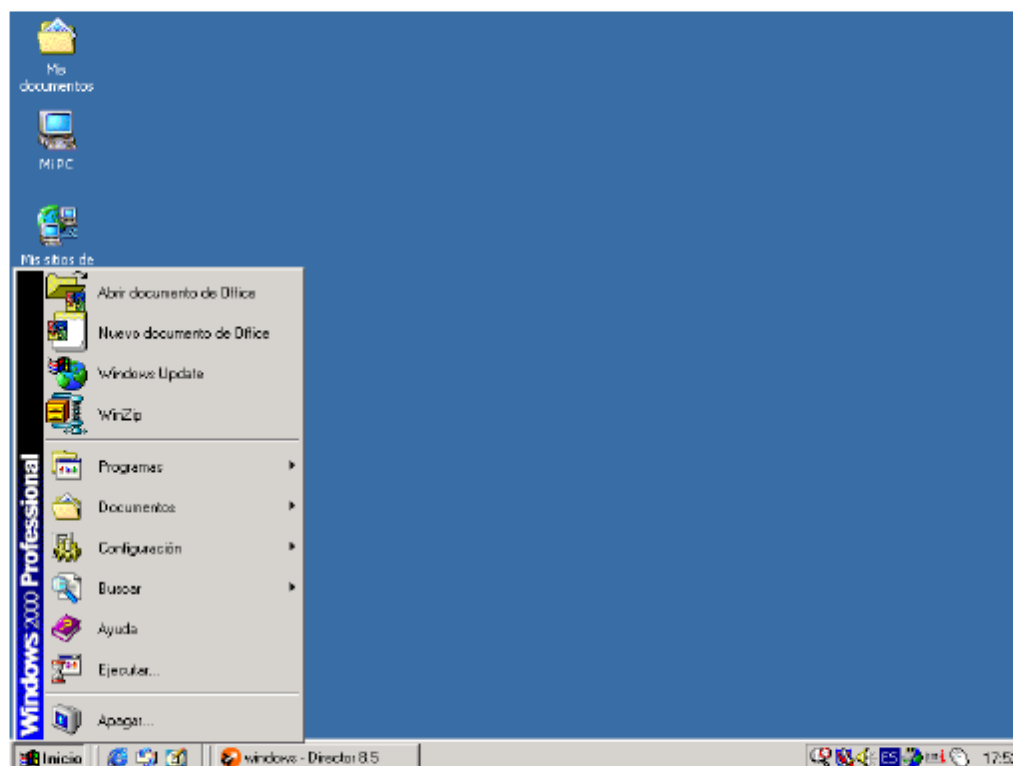 Mis
documentos
Mi PC
Mis sitios de
Abrir documento de Office
Nuevo documento de Office
Windows Update
WinZip
Programas
Documentos
Configuración
Buscar
Ayuda
Ejecutar...
Apagar...
Windows 2000 Professional
Inicio
windows - Director 8.5
ES